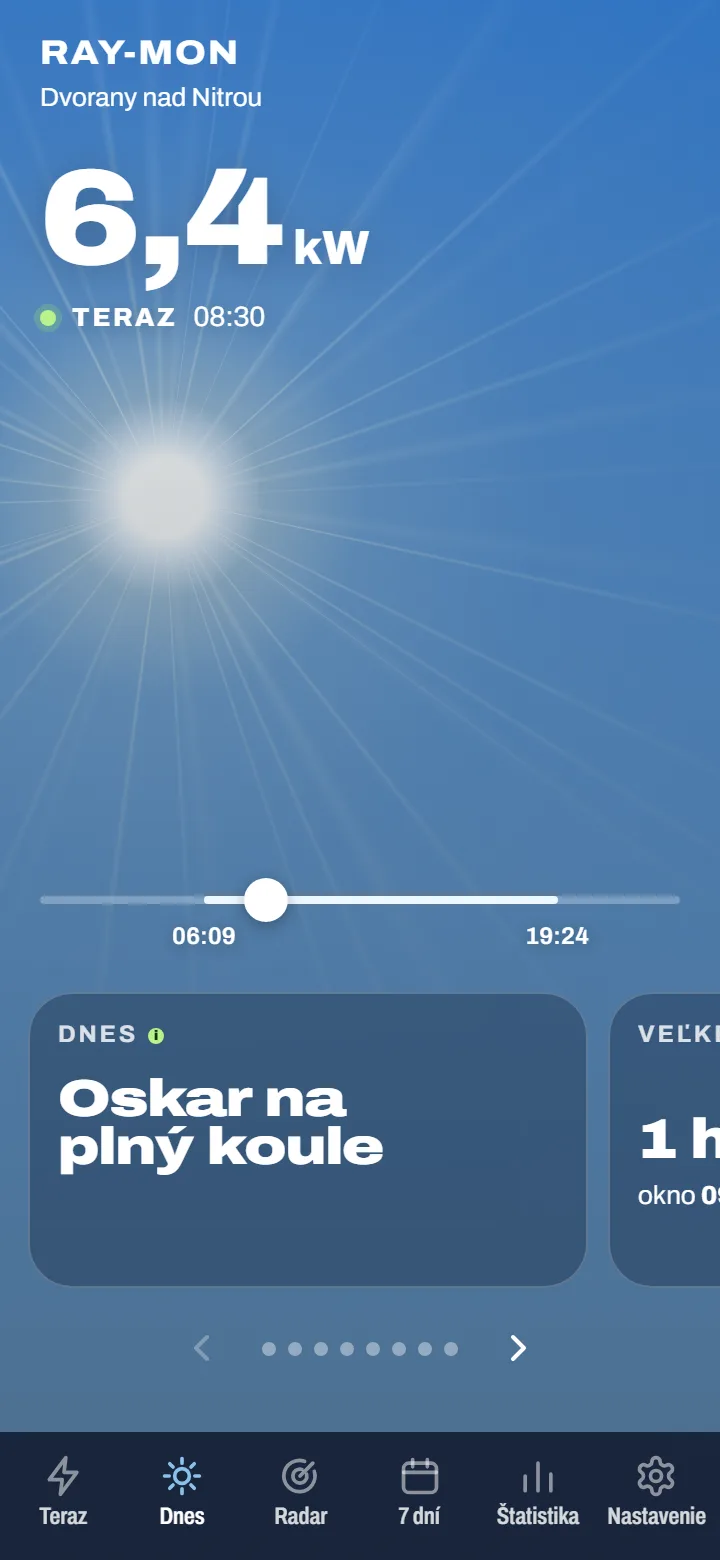 RAY-MON
Dvorany nad Nitrou
6,4 kW
TERAZ 08:30
06:09 19:24
DNES i
Oskar na
plný koule
1 h
okno
Teraz Dnes Radar 7 dní Štatistika Nastavenie